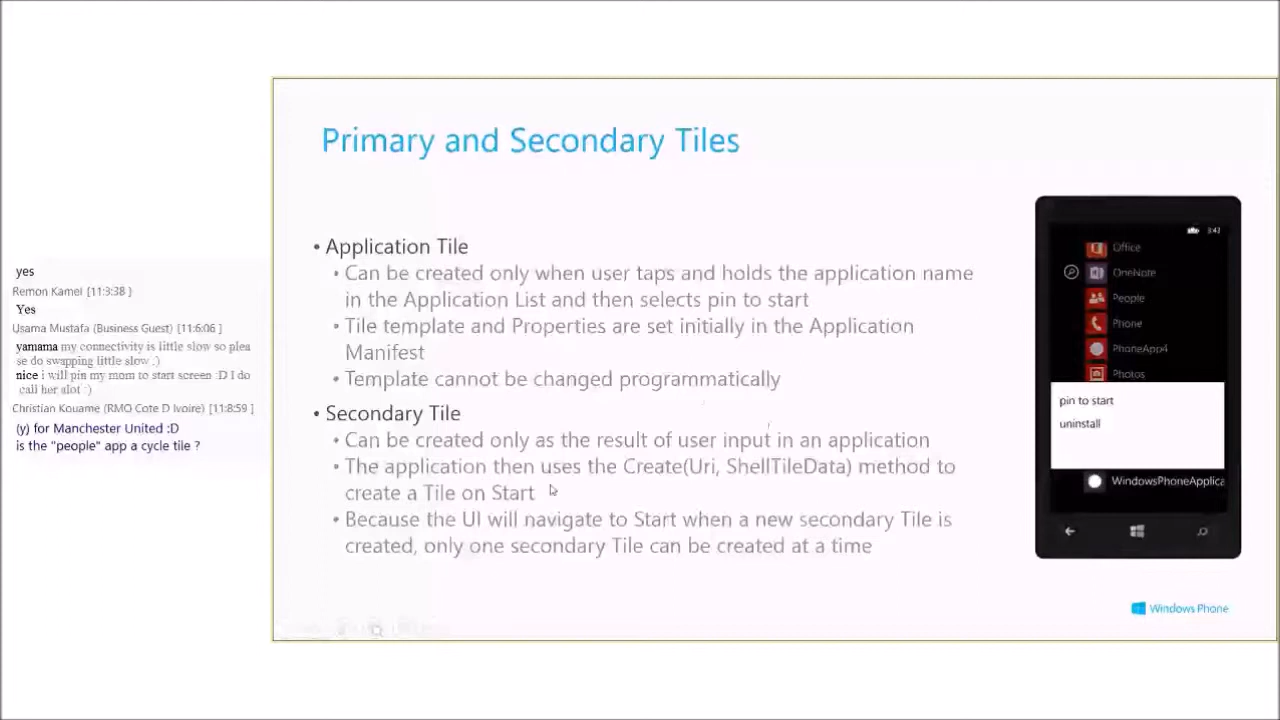 yes
Remon Kamel [11:3:38 ]
Yes
Usama Mustafa (Business Guest) [11:6:06 ]
yamama my connectivity is little slow so plea
se do swapping little slow :)
nice i will pin my mom to start screen :D I do
call her alot :)
Christian Kouame (RMO Cote D Ivoire) [11:8:59 ]
(y) for Manchester United :D
is the "people" app a cycle tile ?
Primary and Secondary Tiles
• Application Tile
• Can be created only when user taps and holds the application name
in the Application List and then selects pin to start
• Tile template and Properties are set initially in the Application
Manifest
• Template cannot be changed programmatically
• Secondary Tile
• Can be created only as the result of user input in an application
• The application then uses the Create(Uri, ShellTileData) method to
create a Tile on Start
• Because the UI will navigate to Start when a new secondary Tile is
created, only one secondary Tile can be created at a time
3:43
Office
OneNote
People
Phone
PhoneApp4
Photos
pin to start
uninstall
WindowsPhoneApplica
Windows Phone